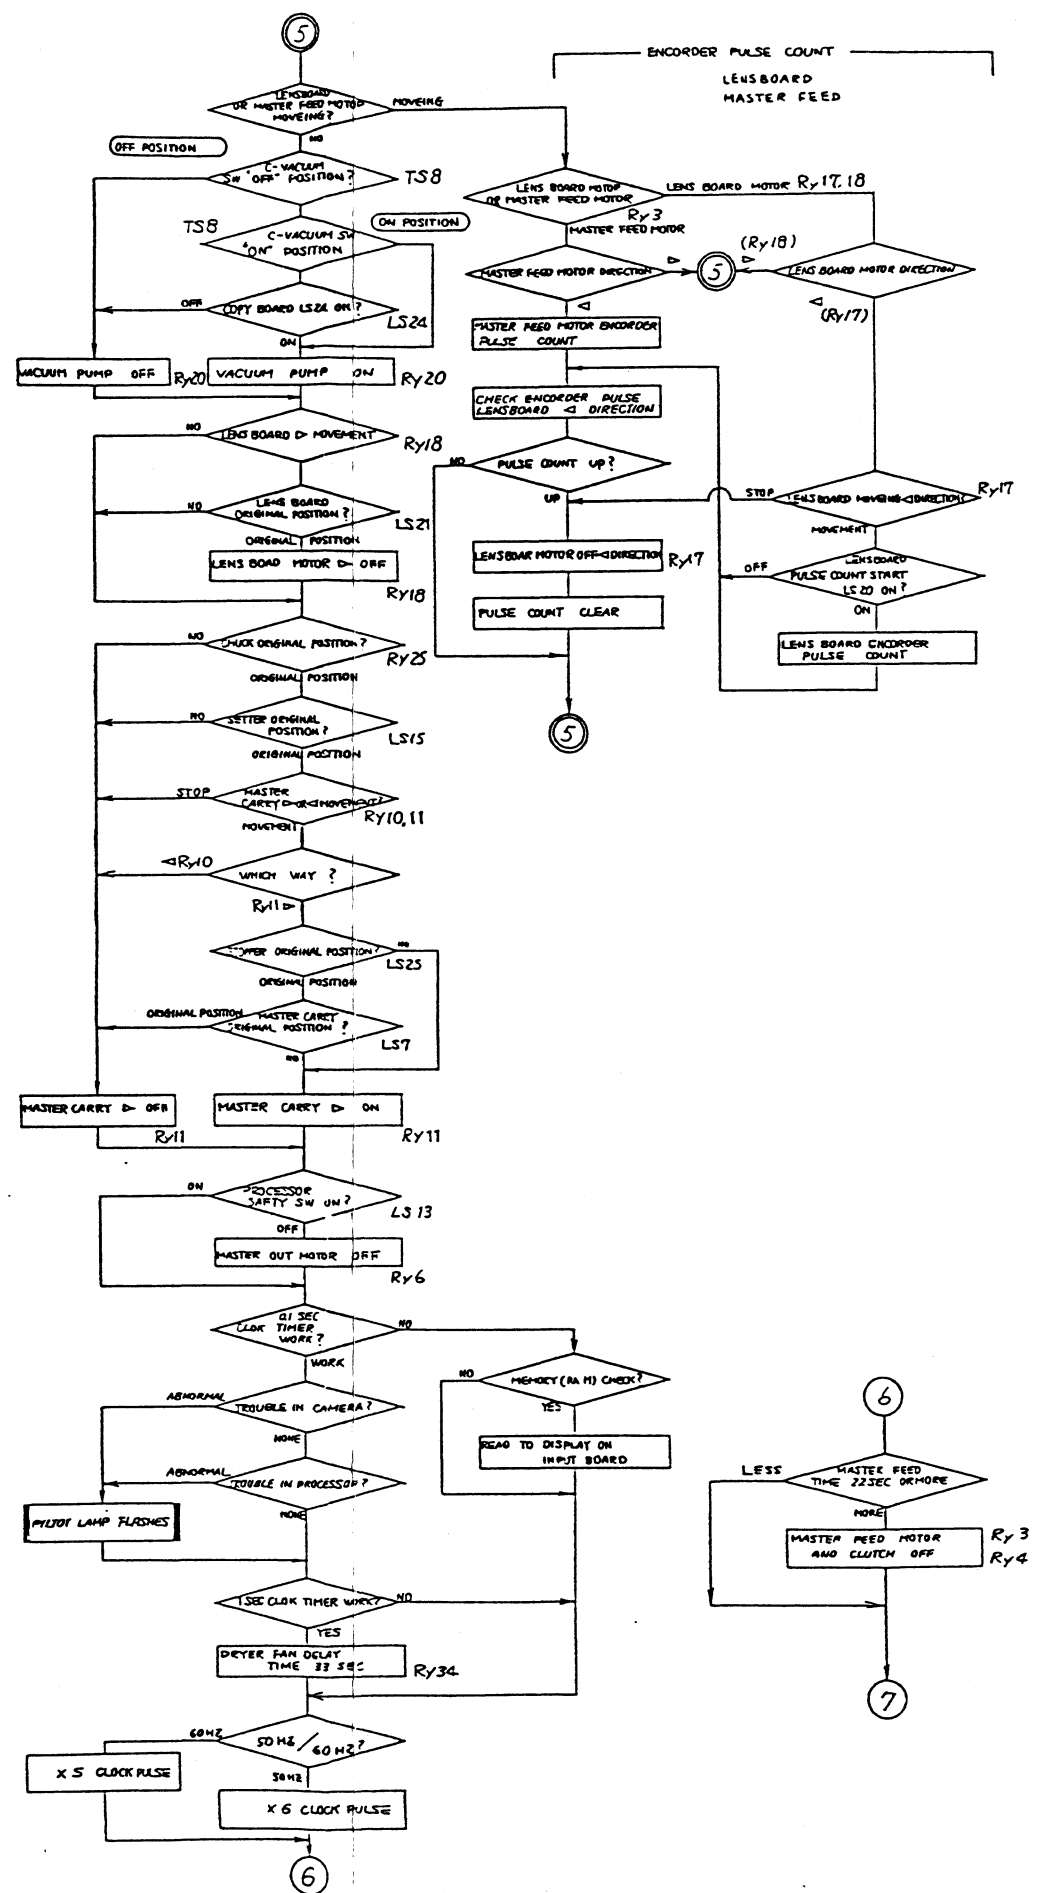 5
ENCORDER PULSE COUNT
LENSBOARD
MASTER FEED
LENSBOARD
OR MASTER FEED MOTOR
MOVEING?
MOVEING
NO
OFF POSITION
C-VACUUM
SW "OFF" POSITION?
TS8
TS8
ON POSITION
C-VACUUM SW
"ON" POSITION
OFF
COPY BOARD LS24 ON?
LS24
ON
VACUUM PUMP OFF
Ry20
VACUUM PUMP ON
Ry20
NO
LENS BOARD ▷ MOVEMENT
Ry18
NO
LENS BOARD
ORIGINAL POSITION?
LS21
ORIGINAL POSITION
LENS BOAD MOTOR ▷ OFF
Ry18
NO
CHUCK ORIGINAL POSITION?
Ry25
ORIGINAL POSITION
NO
SETTER ORIGINAL
POSITION?
LS15
ORIGINAL POSITION
STOP
MASTER
CARRY ▷ OR ◁ MOVEMENT?
Ry10,11
MOVEMENT
◁Ry10
WHICH WAY ?
Ry11▷
ORIGINAL POSITION?
NO
LS25
ORIGINAL POSITION
ORIGINAL POSITION
MASTER CARRY
ORIGINAL POSITION ?
LS7
NO
MASTER CARRY ▷ OFF
Ry11
MASTER CARRY ▷ ON
Ry11
ON
PROCESSOR
SAFTY SW ON?
LS13
OFF
MASTER OUT MOTOR OFF
Ry6
0.1 SEC
CLOK TIMER
WORK?
NO
WORK
ABNORMAL
TROUBLE IN CAMERA?
NONE
ABNORMAL
TROUBLE IN PROCESSOR?
NONE
PILTOT LAMP FLASHES
1 SEC CLOK TIMER WORK?
NO
YES
DRYER FAN DELAY
TIME 33 SEC
Ry34
60HZ
50HZ/60HZ?
50HZ
X 5 CLOCK PULSE
X 6 CLOCK PULSE
6
LENS BOARD MOTOR
OR MASTER FEED MOTOR
LENS BOARD MOTOR Ry17,18
Ry3
MASTER FEED MOTOR
MASTER FEED MOTOR DIRECTION
▷
5
▷ (Ry18)
LENS BOARD MOTOR DIRECTION
◁
◁
(Ry17)
MASTER FEED MOTOR ENCORDER
PULSE COUNT
CHECK ENCORDER PULSE
LENSBOARD ◁ DIRECTION
NO
PULSE COUNT UP?
UP
STOP
LENSBOARD MOVEING ◁ DIRECTION?
Ry17
MOVEMENT
LENSBOAR MOTOR OFF ◁ DIRECTION
Ry17
PULSE COUNT CLEAR
OFF
LENSBOARD
PULSE COUNT START
LS20 ON?
ON
LENS BOARD ENCORDER
PULSE COUNT
5
NO
MEMORY (RAM) CHECK?
YES
READ TO DISPLAY ON
INPUT BOARD
6
LESS
MASTER FEED
TIME 22SEC OR MORE
MORE
MASTER FEED MOTOR
AND CLUTCH OFF
Ry3
Ry4
7